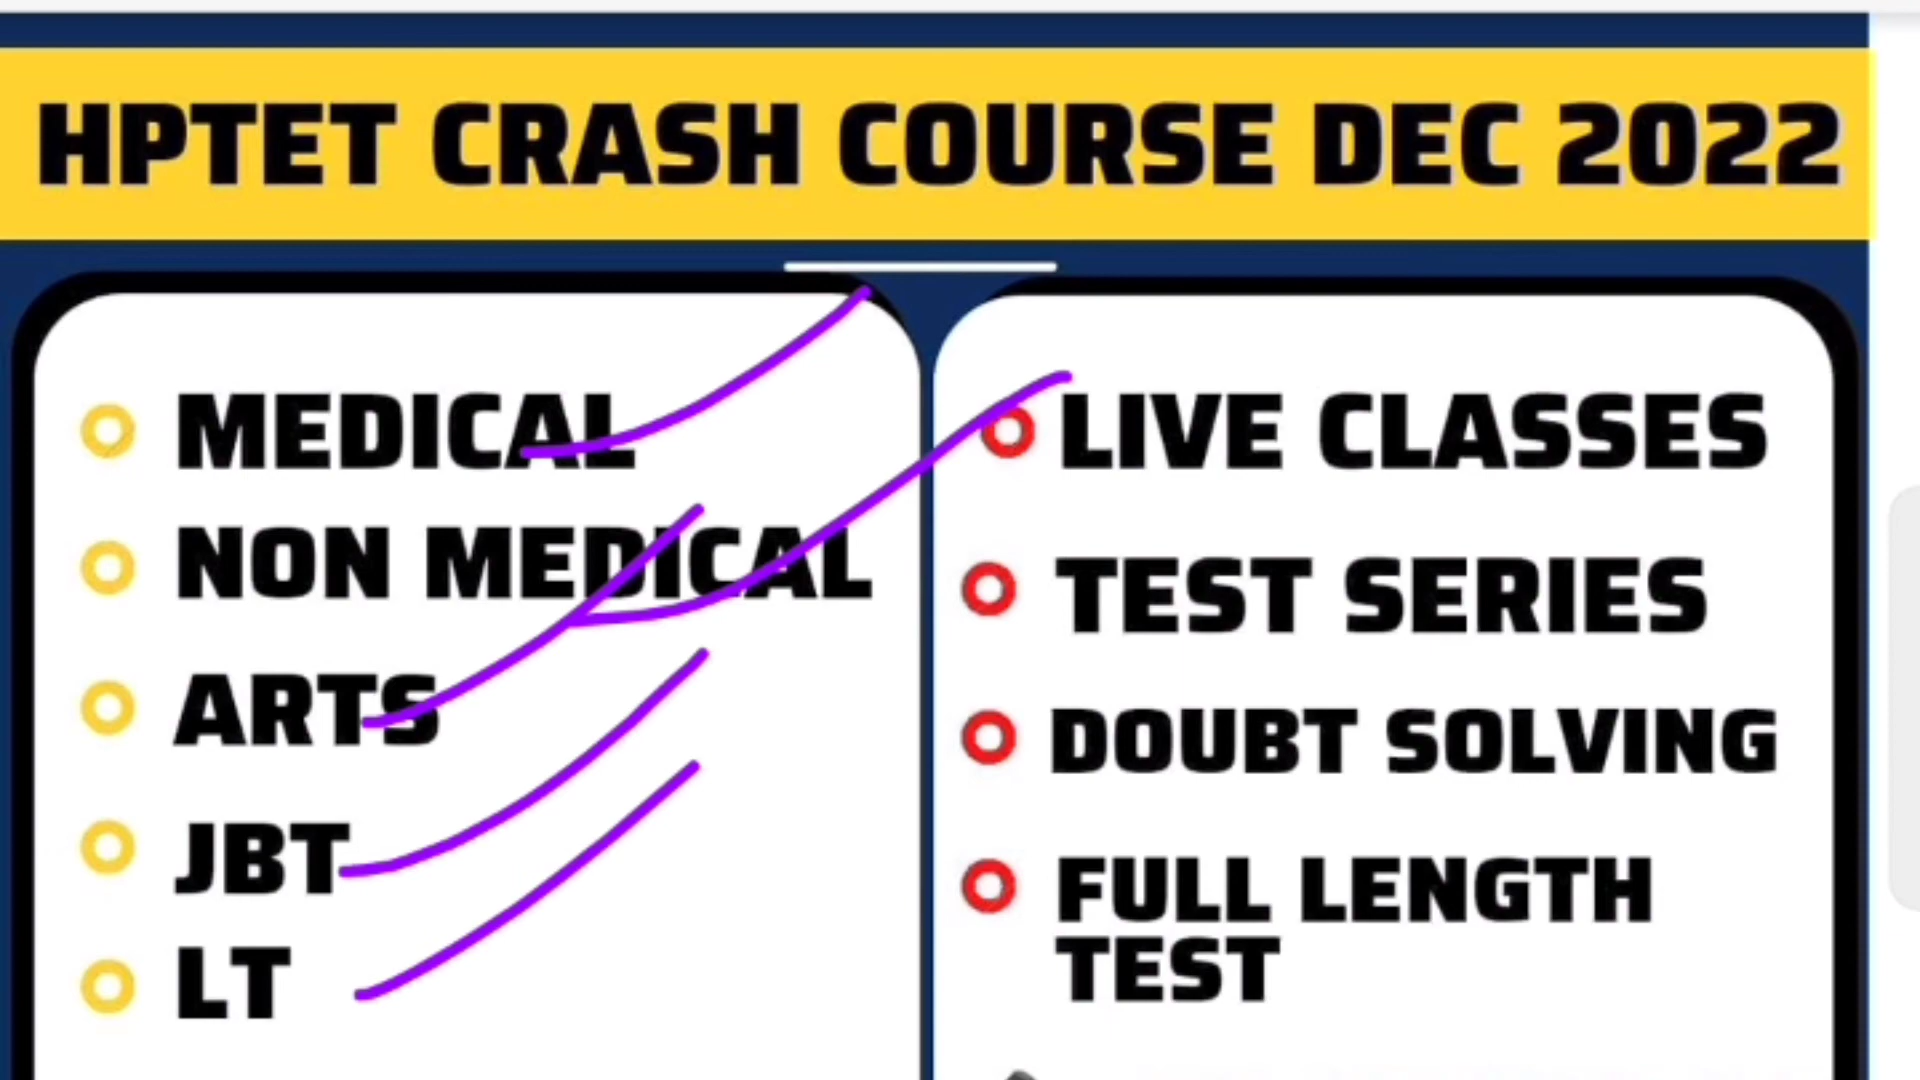 HPTET CRASH COURSE DEC 2022
MEDICAL
NON MEDICAL
ARTS
JBT
LT
LIVE CLASSES
TEST SERIES
DOUBT SOLVING
FULL LENGTH
TEST